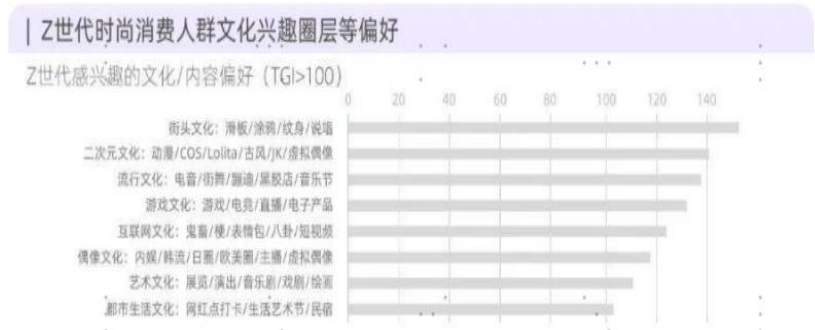 | Z世代时尚消费人群文化兴趣圈层等偏好
Z世代感兴趣的文化/内容偏好（TGI>100）
0 20 40 60 80 100 120 140
街头文化：滑板/涂鸦/纹身/说唱
二次元文化：动漫/COS/Lolita/古风/JK/虚拟偶像
流行文化：电音/街舞/蹦迪/黑胶店/音乐节
游戏文化：游戏/电竞/直播/电子产品
互联网文化：鬼畜/梗/表情包/八卦/短视频
偶像文化：内娱/韩流/日圈/欧美圈/主播/虚拟偶像
艺术文化：展览/演出/音乐剧/戏剧/绘画
都市生活文化：网红点打卡/生活艺术节/民宿